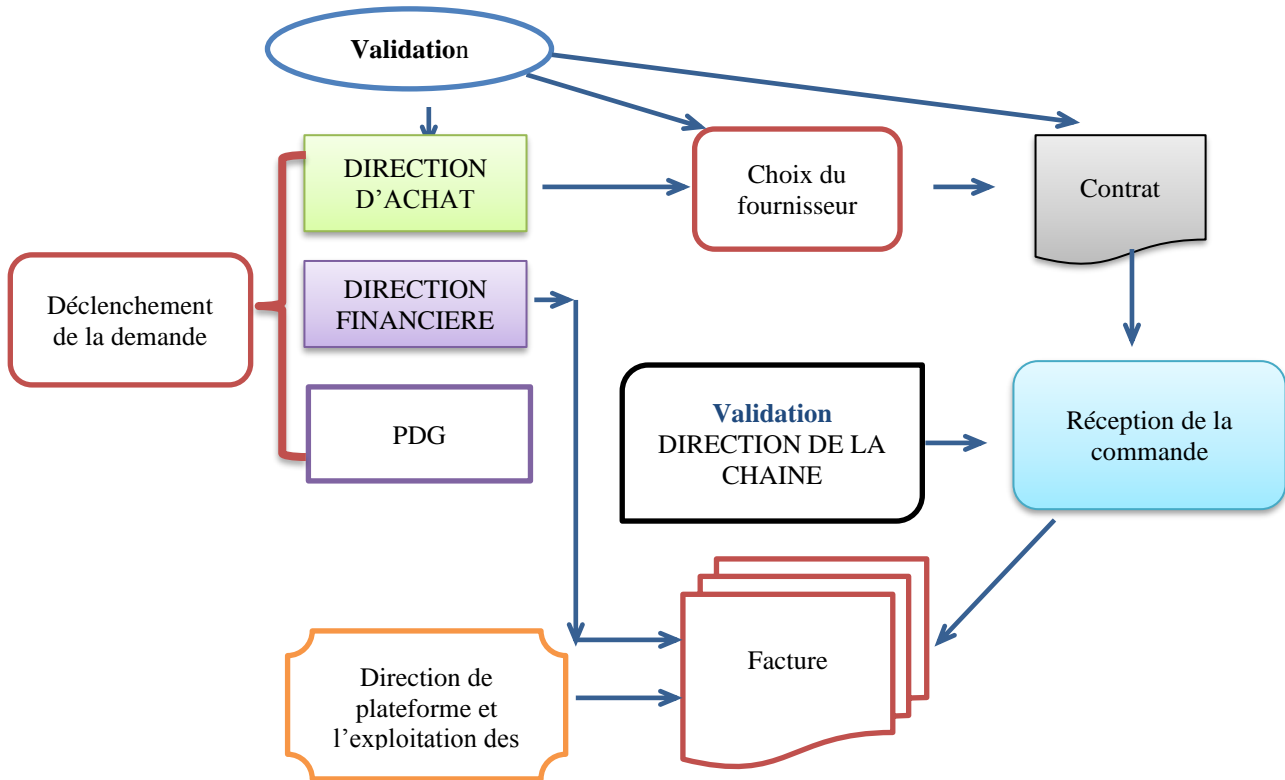 Validation
DIRECTION
D’ACHAT
Choix du
fournisseur
Contrat
Déclenchement
de la demande
DIRECTION
FINANCIERE
PDG
Validation
DIRECTION DE LA
CHAINE
Réception de la
commande
Facture
Direction de
plateforme et
l’exploitation des